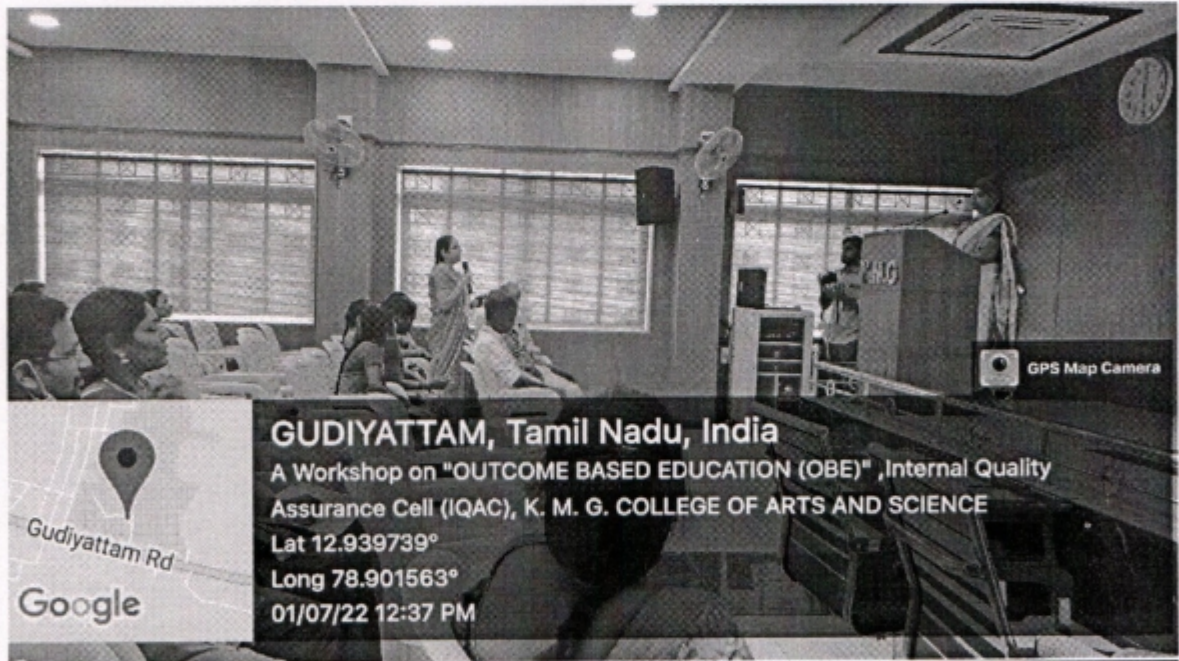 K.M.G
GPS Map Camera
GUDIYATTAM, Tamil Nadu, India
A Workshop on "OUTCOME BASED EDUCATION (OBE)" ,Internal Quality
Assurance Cell (IQAC), K. M. G. COLLEGE OF ARTS AND SCIENCE
Lat 12.939739°
Long 78.901563°
01/07/22 12:37 PM
Gudiyattam Rd
Google